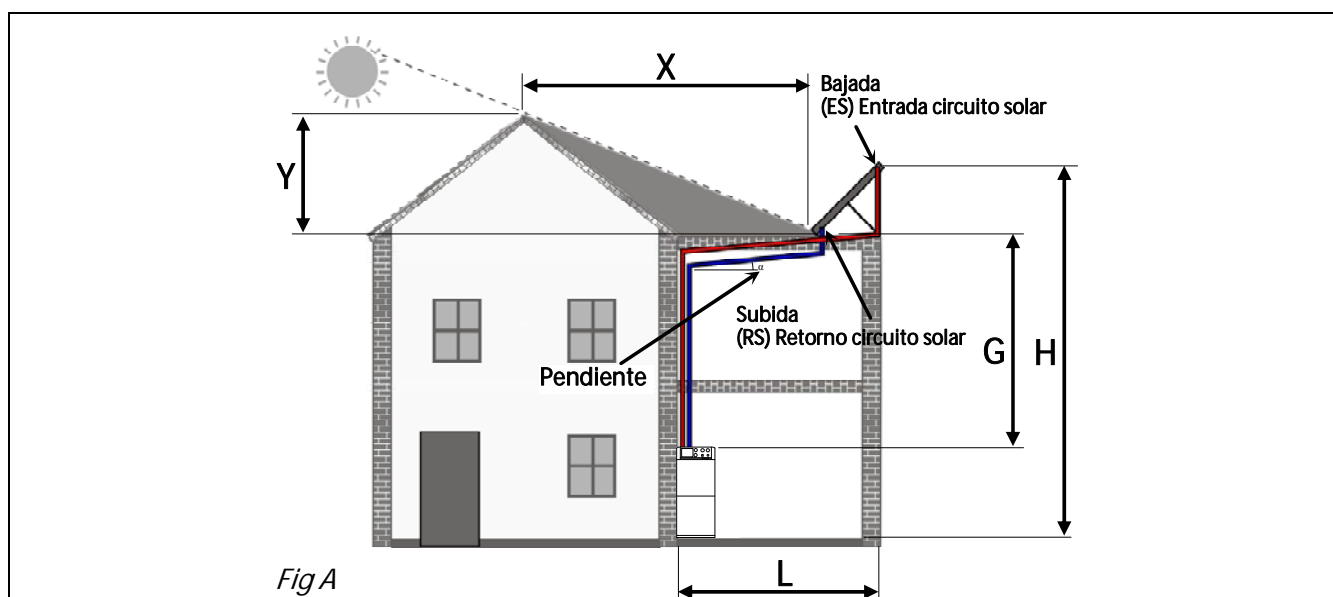 X
Bajada
(ES) Entrada circuito solar
Y
α
Subida
(RS) Retorno circuito solar
G
H
Pendiente
Fig A
L